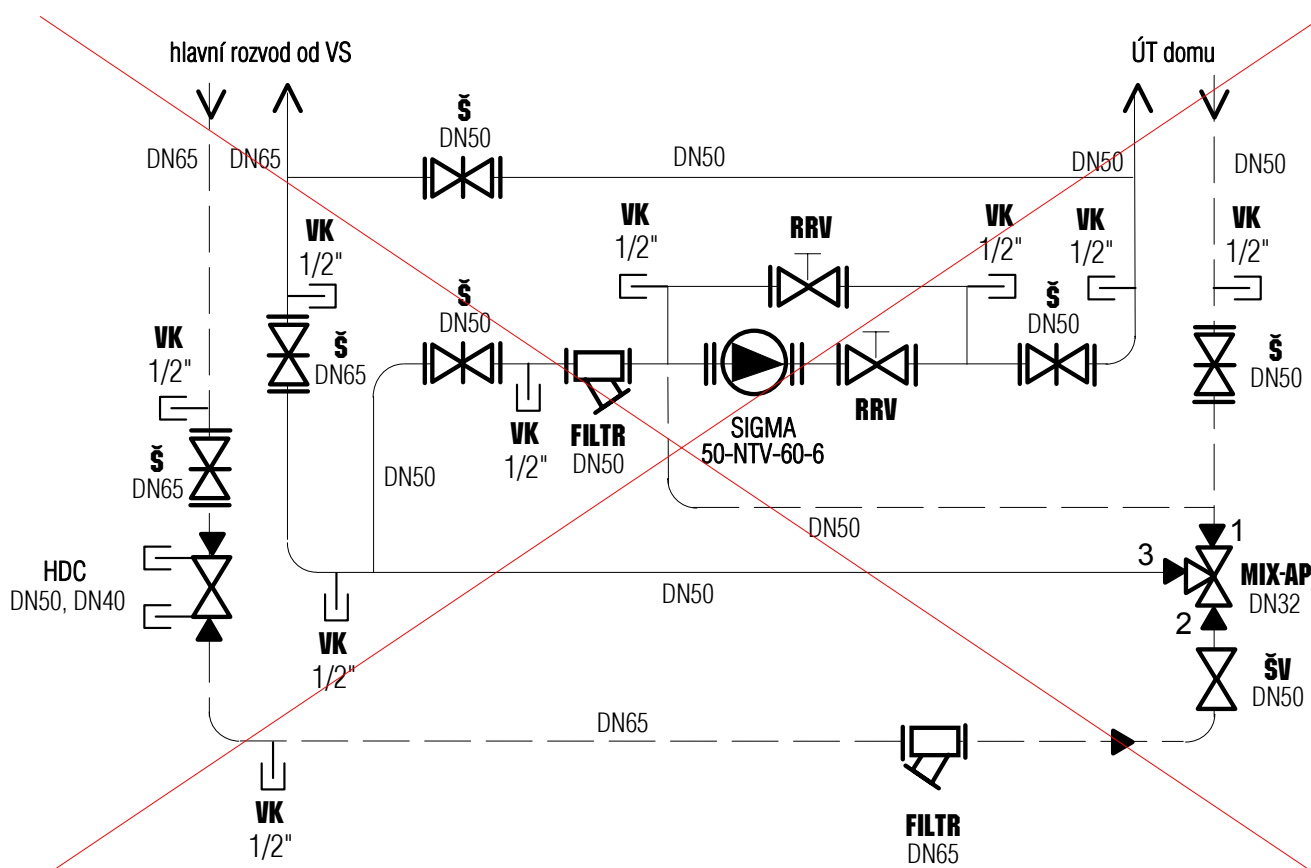 hlavní rozvod od VS
ÚT domu
Š
DN50
DN65
DN65
DN50
DN50
DN50
VK
1/2"
VK
1/2"
RRV
VK
1/2"
VK
1/2"
VK
1/2"
Š
DN50
Š
DN50
VK
1/2"
Š
DN65
Š
DN50
RRV
SIGMA
50-NTV-60-6
FILTR
DN50
VK
1/2"
Š
DN65
DN50
DN50
1
3
HDC
DN50, DN40
MIX-AP
DN32
DN50
2
VK
1/2"
ŠV
DN50
DN65
VK
1/2"
FILTR
DN65